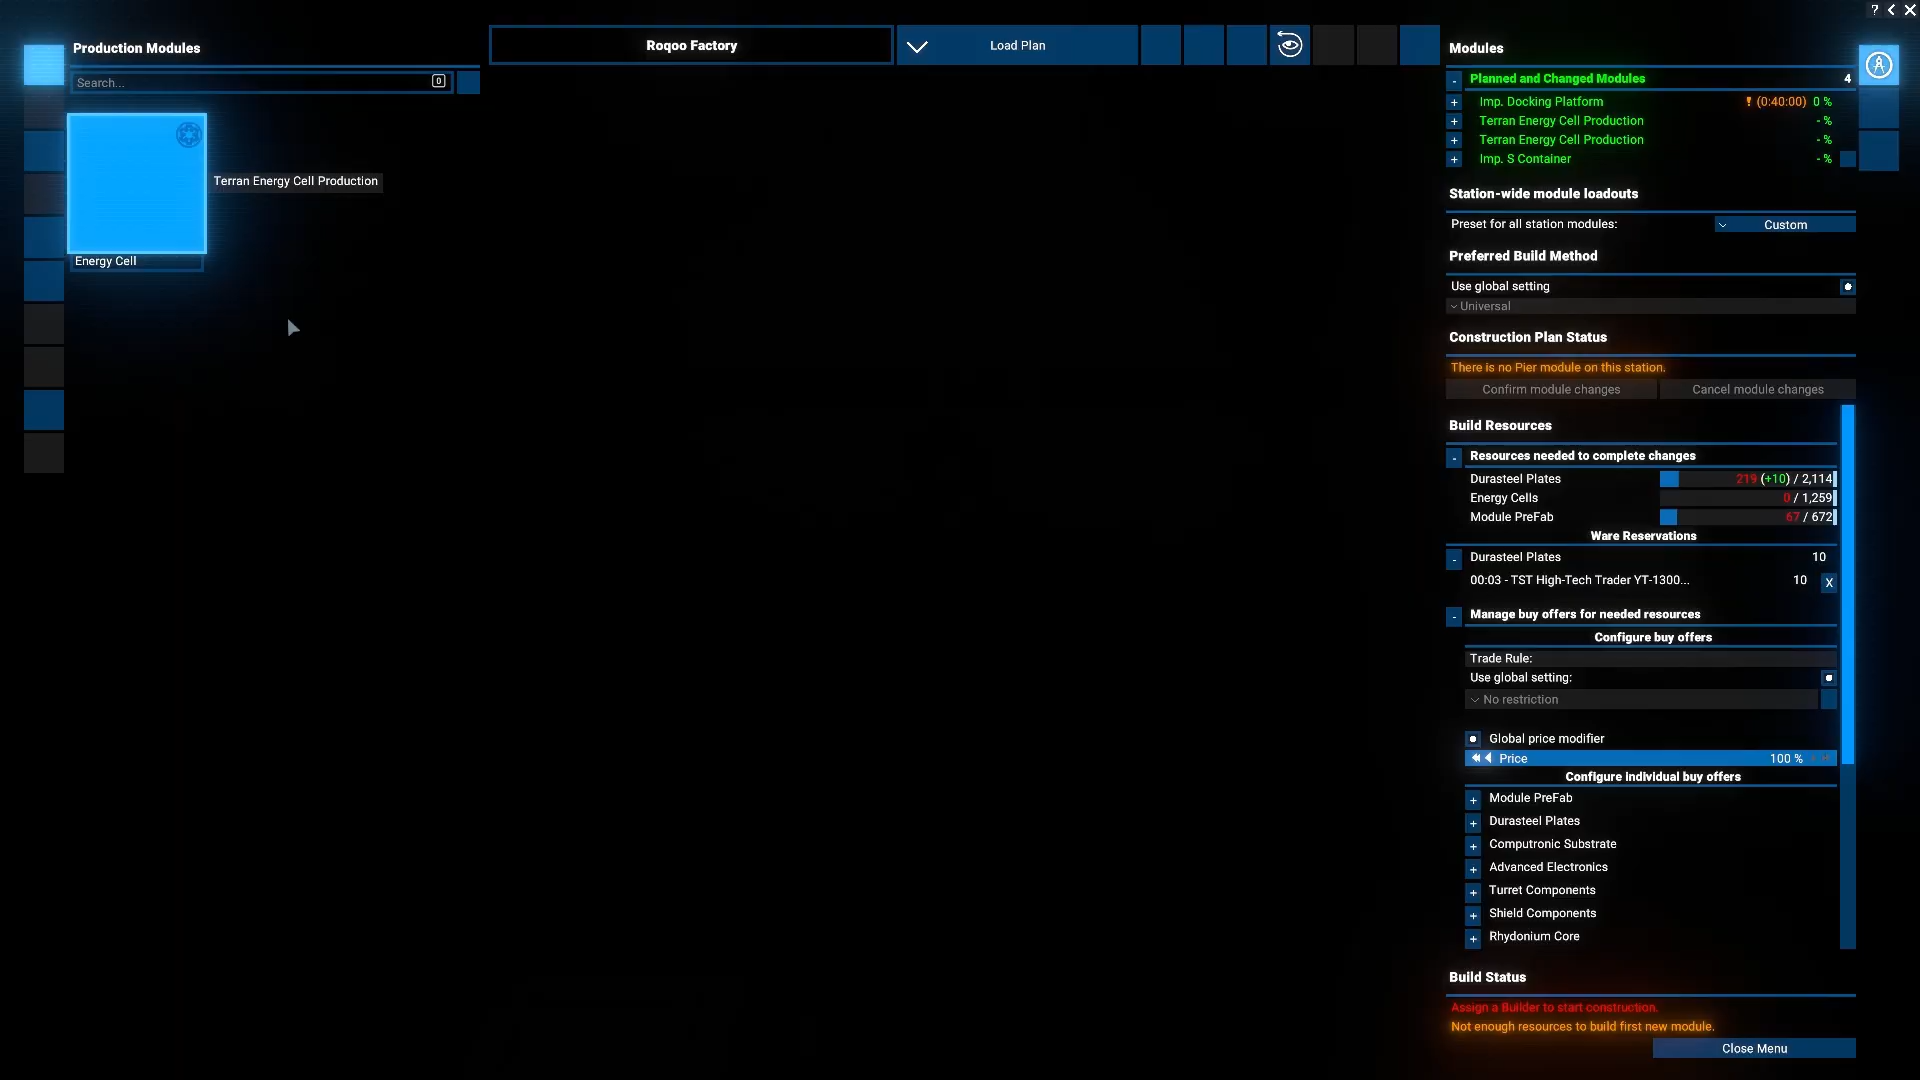 Production Modules
Search...
0
Terran Energy Cell Production
Energy Cell
Roqoo Factory
Load Plan
? < X
Modules
- Planned and Changed Modules 4
+ Imp. Docking Platform ! (0:40:00) 0 %
+ Terran Energy Cell Production - %
+ Terran Energy Cell Production - %
+ Imp. S Container - %
Station-wide module loadouts
Preset for all station modules: Custom
Preferred Build Method
Use global setting
Universal
Construction Plan Status
There is no Pier module on this station.
Confirm module changes Cancel module changes
Build Resources
- Resources needed to complete changes
Durasteel Plates 219 (+10) / 2,114
Energy Cells 0 / 1,259
Module PreFab 67 / 672
Ware Reservations
- Durasteel Plates 10
00:03 - TST High-Tech Trader YT-1300... 10 X
- Manage buy offers for needed resources
Configure buy offers
Trade Rule:
Use global setting:
No restriction
Global price modifier
Price 100 %
Configure individual buy offers
+ Module PreFab
+ Durasteel Plates
+ Computronic Substrate
+ Advanced Electronics
+ Turret Components
+ Shield Components
+ Rhydonium Core
Build Status
Assign a Builder to start construction.
Not enough resources to build first new module.
Close Menu